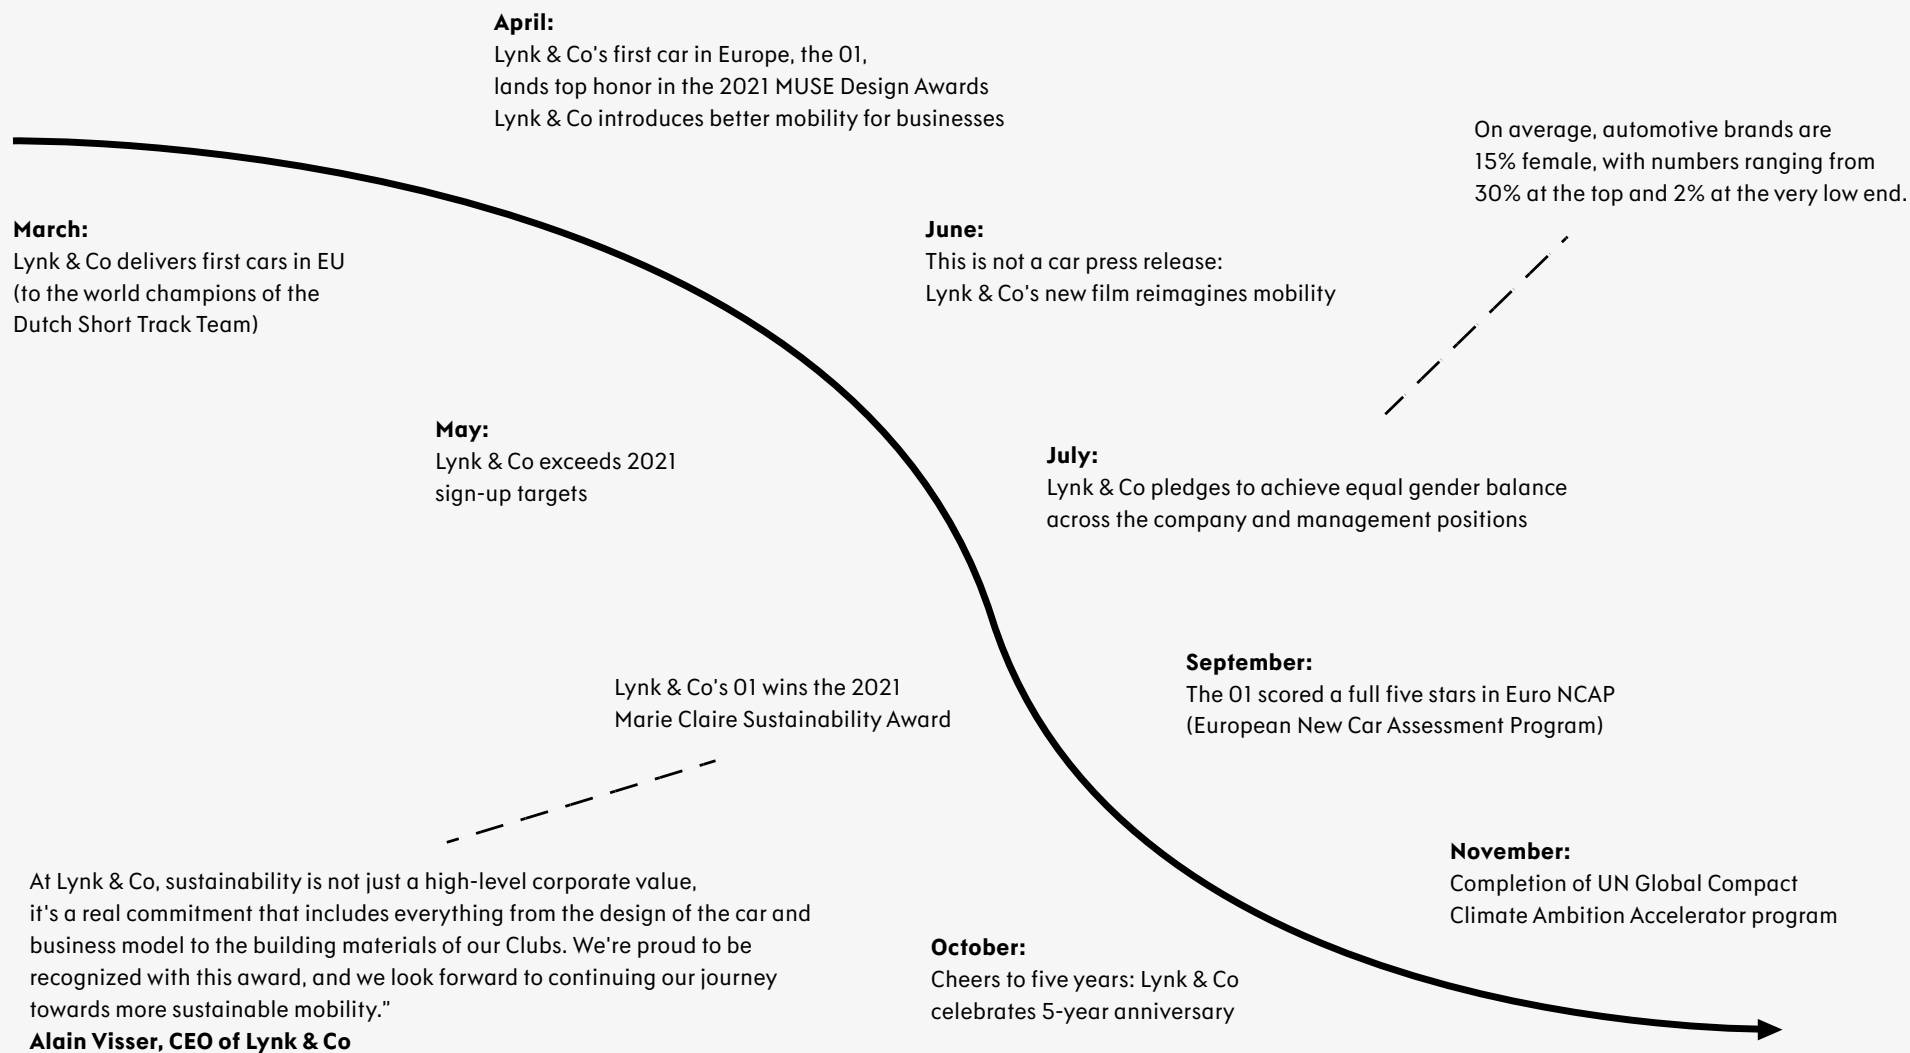 April:
Lynk & Co's first car in Europe, the 01,
lands top honor in the 2021 MUSE Design Awards
Lynk & Co introduces better mobility for businesses
On average, automotive brands are
15% female, with numbers ranging from
30% at the top and 2% at the very low end.
March:
Lynk & Co delivers first cars in EU
(to the world champions of the
Dutch Short Track Team)
June:
This is not a car press release:
Lynk & Co's new film reimagines mobility
May:
Lynk & Co exceeds 2021
sign-up targets
July:
Lynk & Co pledges to achieve equal gender balance
across the company and management positions
Lynk & Co's 01 wins the 2021
Marie Claire Sustainability Award
September:
The 01 scored a full five stars in Euro NCAP
(European New Car Assessment Program)
At Lynk & Co, sustainability is not just a high-level corporate value,
it's a real commitment that includes everything from the design of the car and
business model to the building materials of our Clubs. We're proud to be
recognized with this award, and we look forward to continuing our journey
towards more sustainable mobility."
Alain Visser, CEO of Lynk & Co
October:
Cheers to five years: Lynk & Co
celebrates 5-year anniversary
November:
Completion of UN Global Compact
Climate Ambition Accelerator program